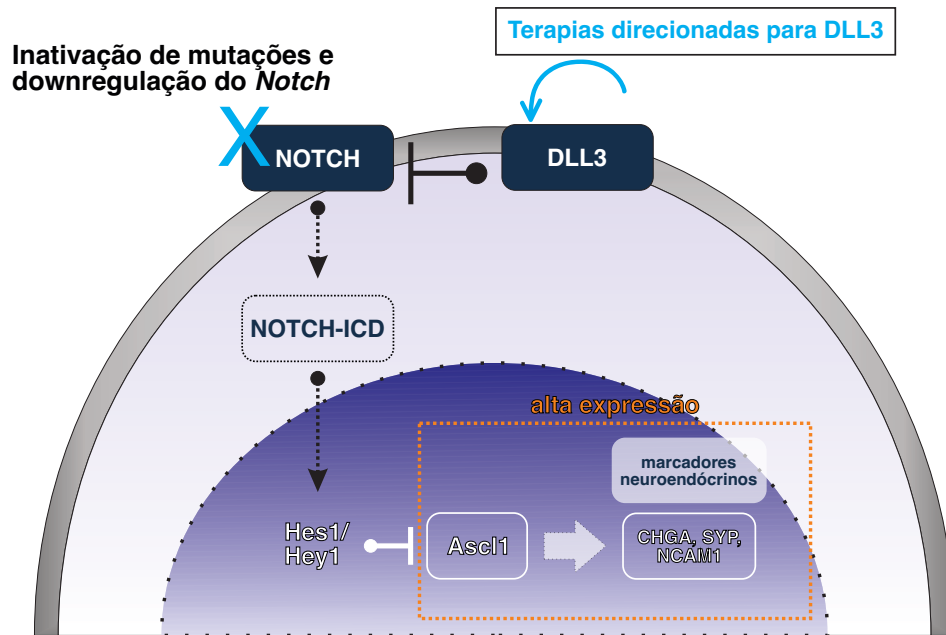 Terapias direcionadas para DLL3
Inativação de mutações e
downregulação do Notch
X
NOTCH
DLL3
NOTCH-ICD
alta expressão
marcadores
neuroendócrinos
Hes1/
Hey1
Ascl1
CHGA, SYP,
NCAM1